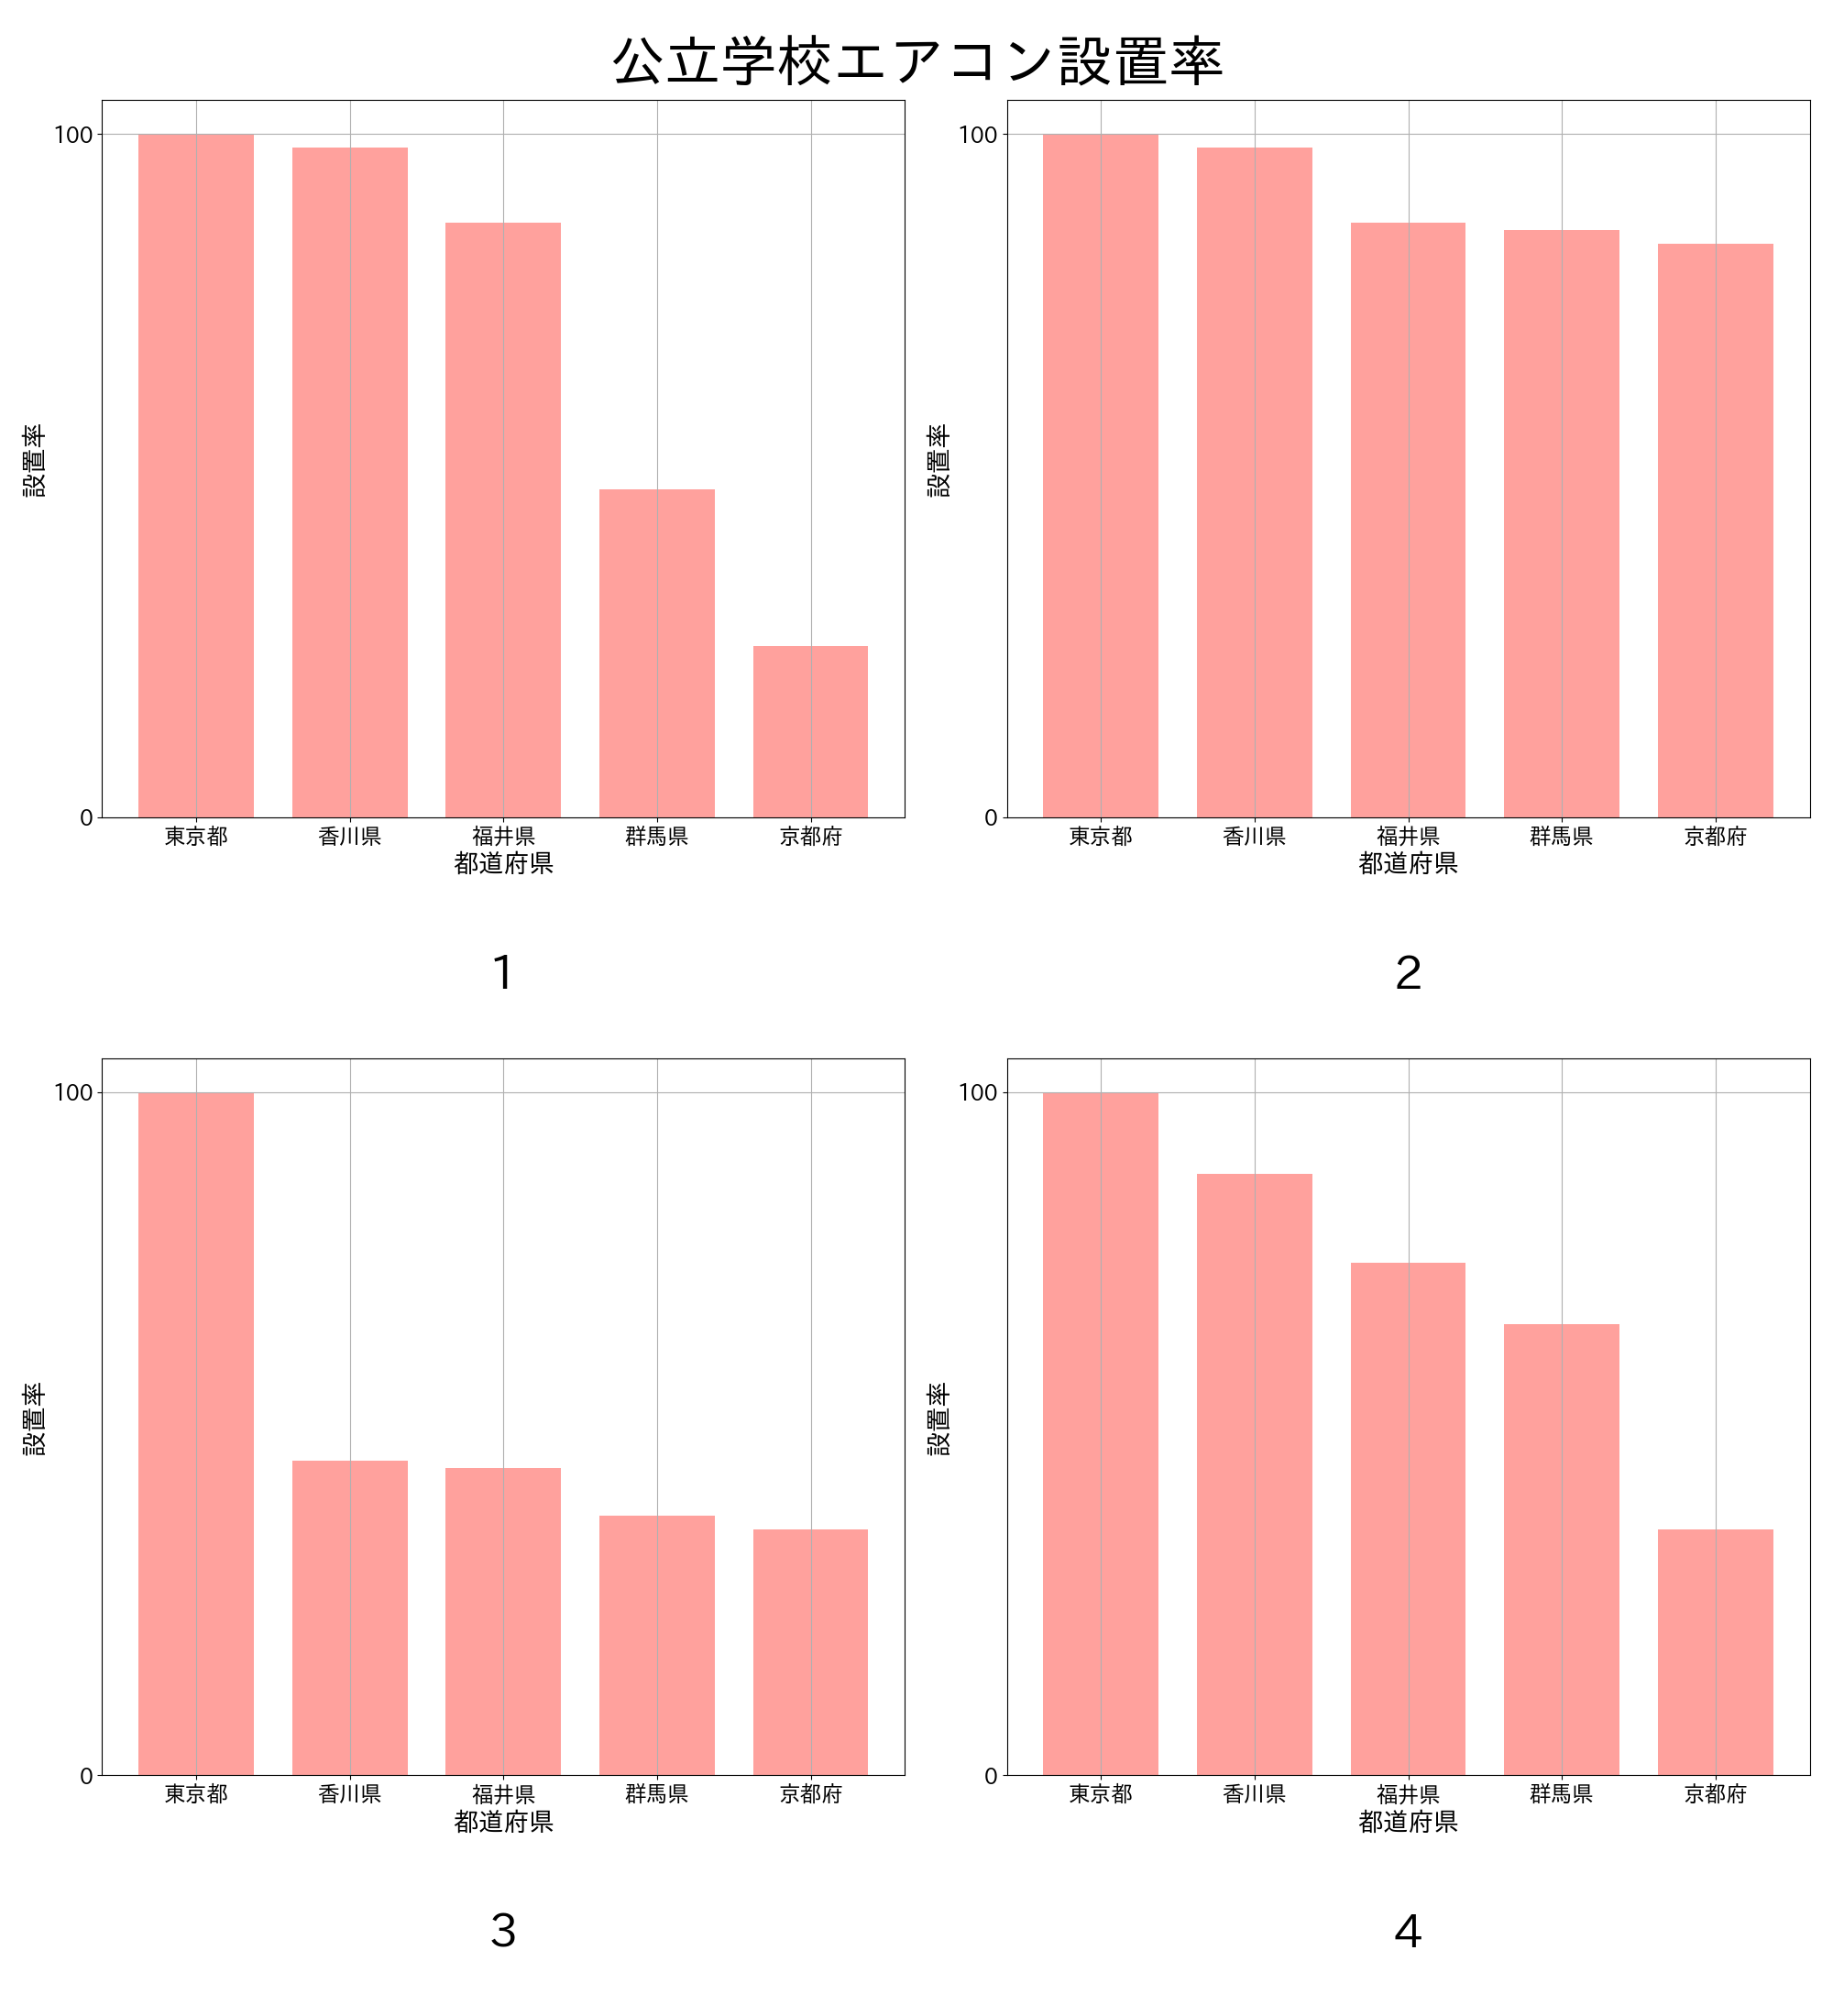 公立学校エアコン設置率
100
0
設置率
東京都 香川県 福井県 群馬県 京都府
都道府県
1
100
0
設置率
東京都 香川県 福井県 群馬県 京都府
都道府県
2
100
0
設置率
東京都 香川県 福井県 群馬県 京都府
都道府県
3
100
0
設置率
東京都 香川県 福井県 群馬県 京都府
都道府県
4